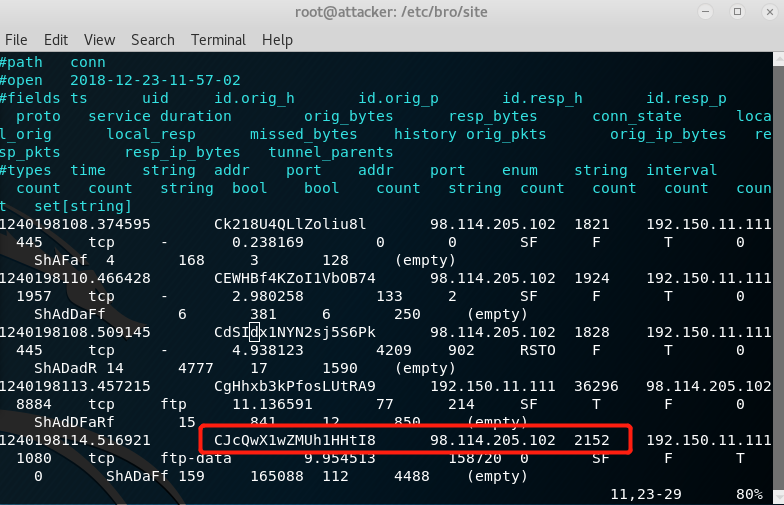 root@attacker: /etc/bro/site
File Edit View Search Terminal Help
#path conn
#open 2018-12-23-11-57-02
#fields ts uid id.orig_h id.orig_p id.resp_h id.resp_p
proto service duration orig_bytes resp_bytes conn_state loca
l_orig local_resp missed_bytes history orig_pkts orig_ip_bytes re
sp_pkts resp_ip_bytes tunnel_parents
#types time string addr port addr port enum string interval
count count string bool bool count string count count count coun
t set[string]
1240198108.374595 Ck218U4QLlZoliu8l 98.114.205.102 1821 192.150.11.111
445 tcp - 0.238169 0 0 SF F T 0
ShAFaf 4 168 3 128 (empty)
1240198110.466428 CEWHBf4KZoI1VbOB74 98.114.205.102 1924 192.150.11.111
1957 tcp - 2.980258 133 2 SF F T 0
ShAdDaFf 6 381 6 250 (empty)
1240198108.509145 CdSIdx1NYN2sj5S6Pk 98.114.205.102 1828 192.150.11.111
445 tcp - 4.938123 4209 902 RSTO F T 0
ShADadR 14 4777 17 1590 (empty)
1240198113.457215 CgHhxb3kPfosLUtRA9 192.150.11.111 36296 98.114.205.102
8884 tcp ftp 11.136591 77 214 SF T F 0
ShAdDFaRf 15 841 12 850 (empty)
1240198114.516921 CJcQwX1wZMUh1HHtI8 98.114.205.102 2152 192.150.11.111
1080 tcp ftp-data 9.954513 158720 0 SF F T
0 ShADaFf 159 165088 112 4488 (empty)
11,23-29 80%